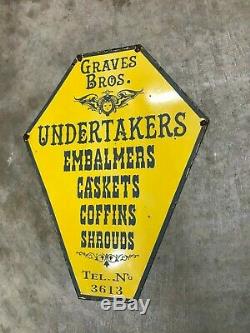 GRAVES
BROS.
UNDERTAKERS
EMBALMERS
CASKETS
COFFINS
SHROUDS
TEL..No
3613